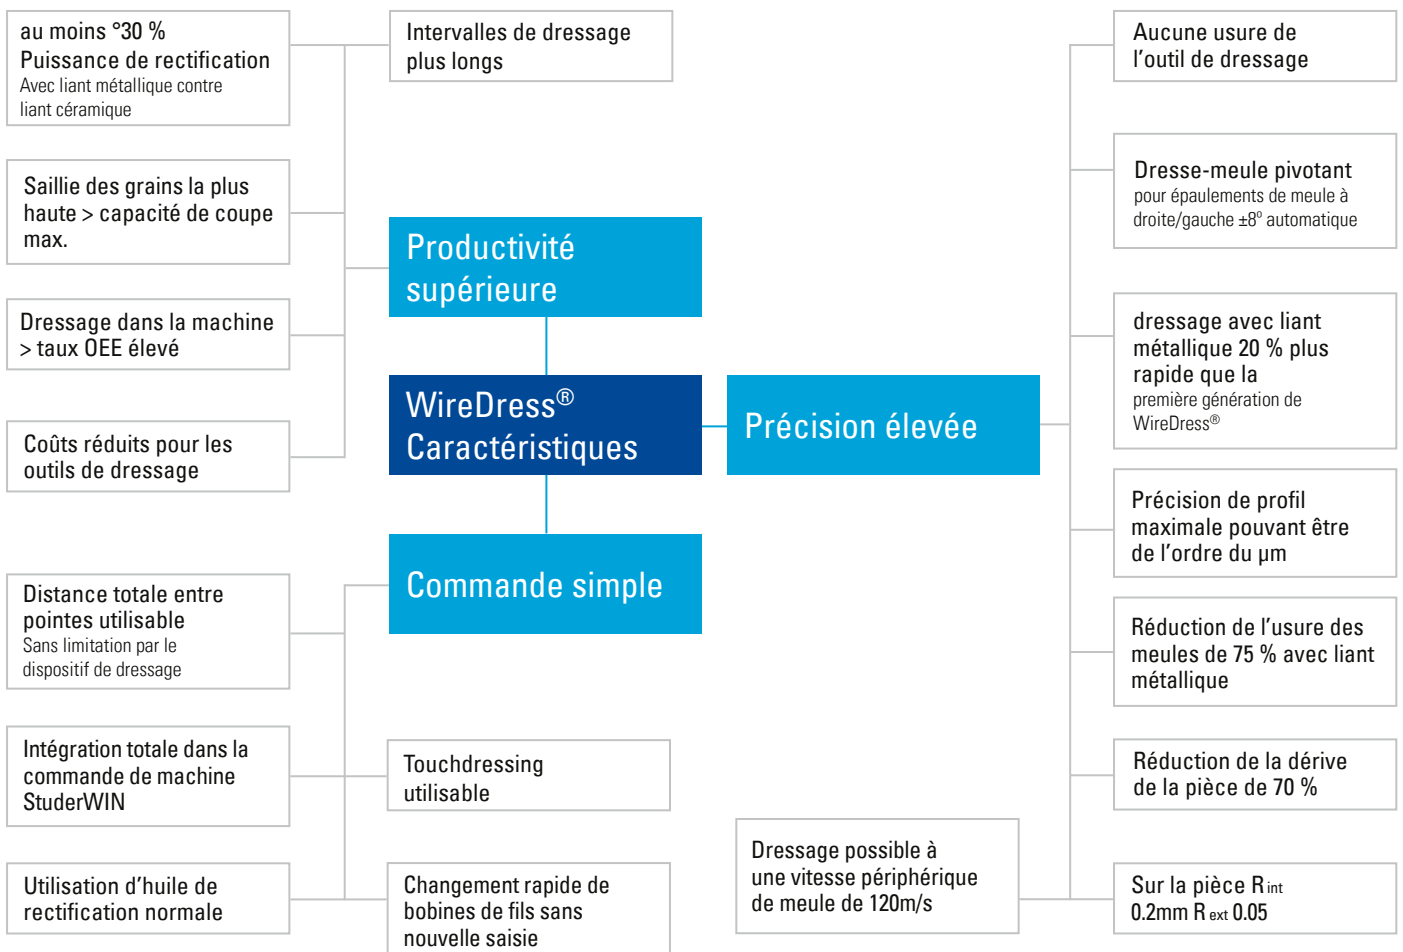 au moins °30 %
Puissance de rectification
Avec liant métallique contre
liant céramique
Intervalles de dressage
plus longs
Saillie des grains la plus
haute > capacité de coupe
max.
Dressage dans la machine
> taux OEE élevé
Coûts réduits pour les
outils de dressage
Productivité
supérieure
WireDress®
Caractéristiques
Précision élevée
Commande simple
Distance totale entre
pointes utilisable
Sans limitation par le
dispositif de dressage
Intégration totale dans la
commande de machine
StuderWIN
Utilisation d'huile de
rectification normale
Touchdressing
utilisable
Changement rapide de
bobines de fils sans
nouvelle saisie
Aucune usure de
l'outil de dressage
Dresse-meule pivotant
pour épaulements de meule à
droite/gauche ±8º automatique
dressage avec liant
métallique 20 % plus
rapide que la
première génération de
WireDress®
Précision de profil
maximale pouvant être
de l'ordre du µm
Réduction de l'usure des
meules de 75 % avec liant
métallique
Réduction de la dérive
de la pièce de 70 %
Dressage possible à
une vitesse périphérique
de meule de 120m/s
Sur la pièce R int
0.2mm R ext 0.05